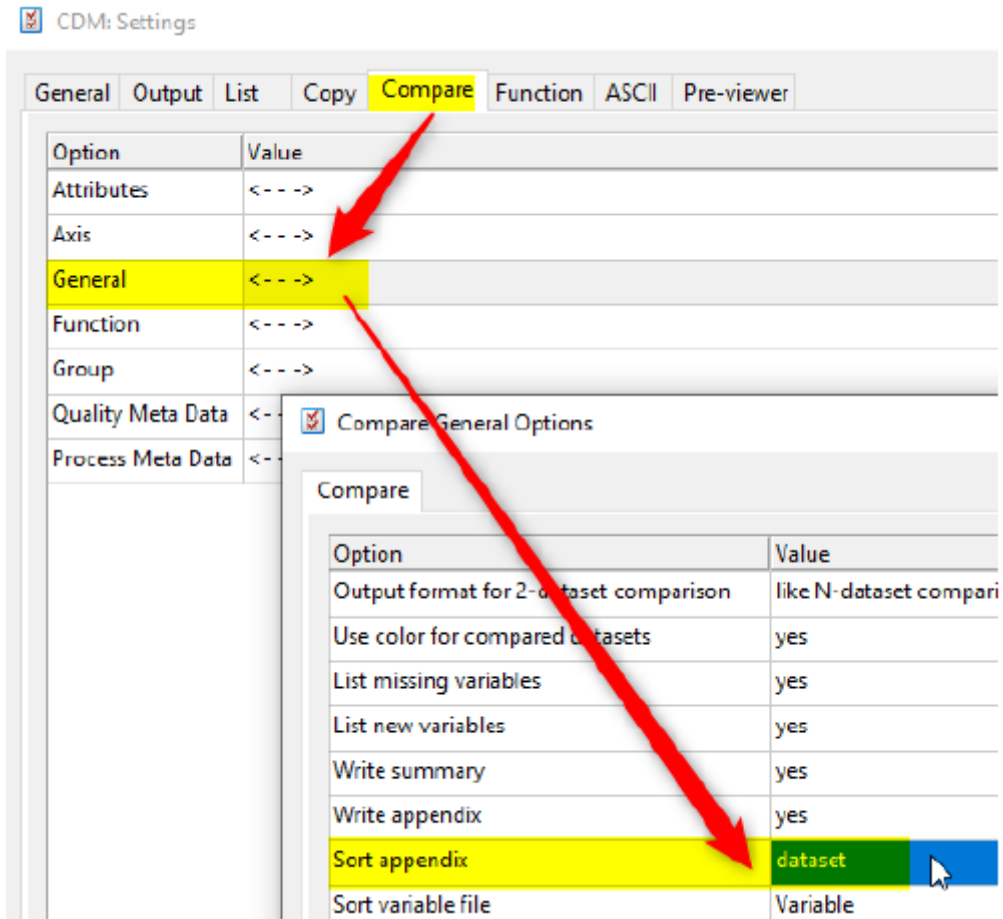 CDM: Settings
General Output List Copy Compare Function ASCII Pre-viewer
Option Value
Attributes <- - ->
Axis <- - ->
General <- - ->
Function <- - ->
Group <- - ->
Quality Meta Data <-
Compare General Options
Process Meta Data <-
Compare
Option Value
Output format for 2-dataset comparison like N-dataset compari
Use color for compared datasets yes
List missing variables yes
List new variables yes
Write summary yes
Write appendix yes
Sort appendix dataset
Sort variable file Variable